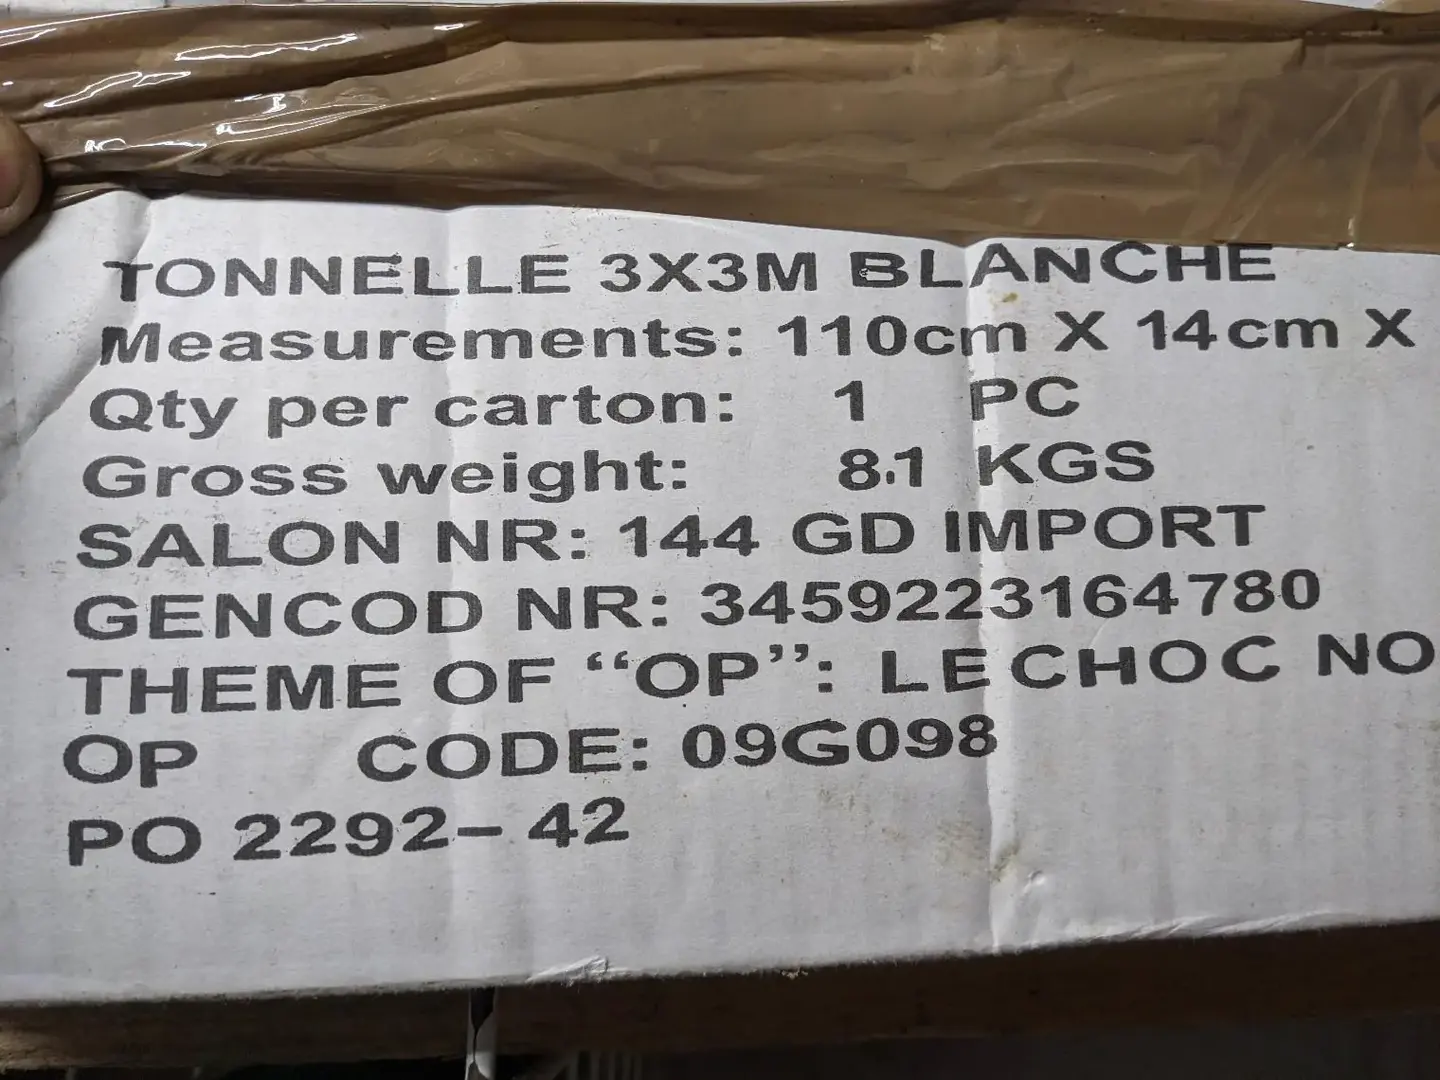 TONNELLE 3X3M BLANCHE
Measurements: 110cm X 14cm X
Qty per carton: 1 PC
Gross weight: 8.1 KGS
SALON NR: 144 GD IMPORT
GENCOD NR: 3459223164780
THEME OF “OP”: LE CHOC NO
OP CODE: 09G098
PO 2292-42